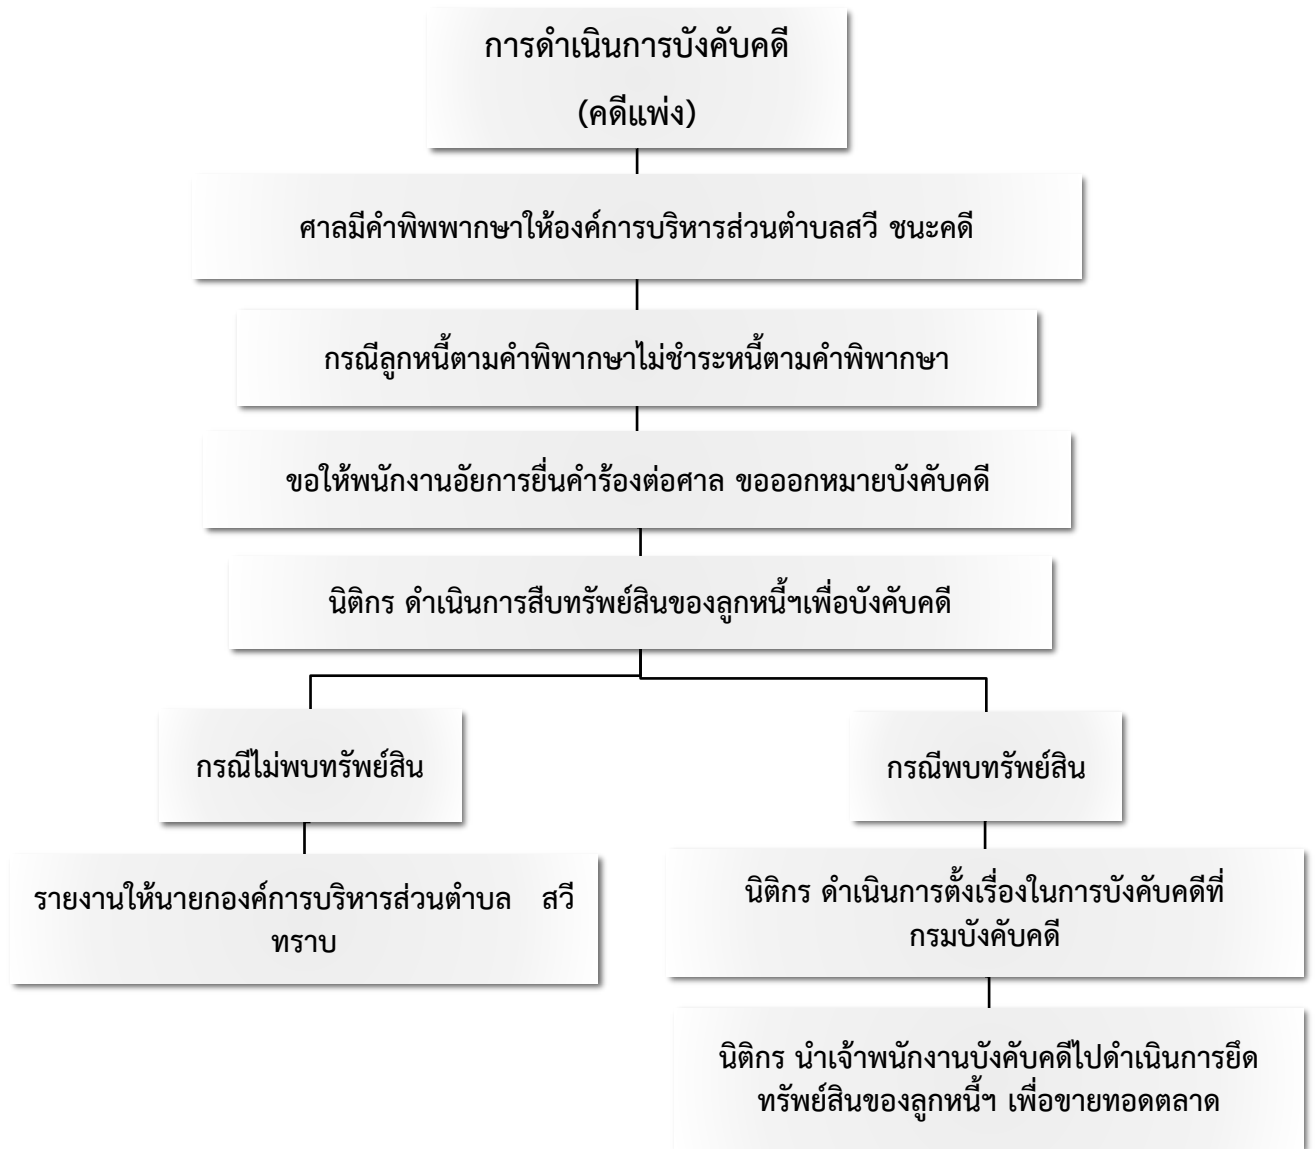 การดำเนินการบังคับคดี
(คดีแพ่ง)
ศาลมีคำพิพพากษาให้องค์การบริหารส่วนตำบลสวี ชนะคดี
กรณีลูกหนี้ตามคำพิพากษาไม่ชำระหนี้ตามคำพิพากษา
ขอให้พนักงานอัยการยื่นคำร้องต่อศาล ขอออกหมายบังคับคดี
นิติกร ดำเนินการสืบทรัพย์สินของลูกหนี้ฯเพื่อบังคับคดี
กรณีไม่พบทรัพย์สิน
รายงานให้นายกองค์การบริหารส่วนตำบล สวี
ทราบ
กรณีพบทรัพย์สิน
นิติกร ดำเนินการตั้งเรื่องในการบังคับคดีที่
กรมบังคับคดี
นิติกร นำเจ้าพนักงานบังคับคดีไปดำเนินการยึด
ทรัพย์สินของลูกหนี้ฯ เพื่อขายทอดตลาด